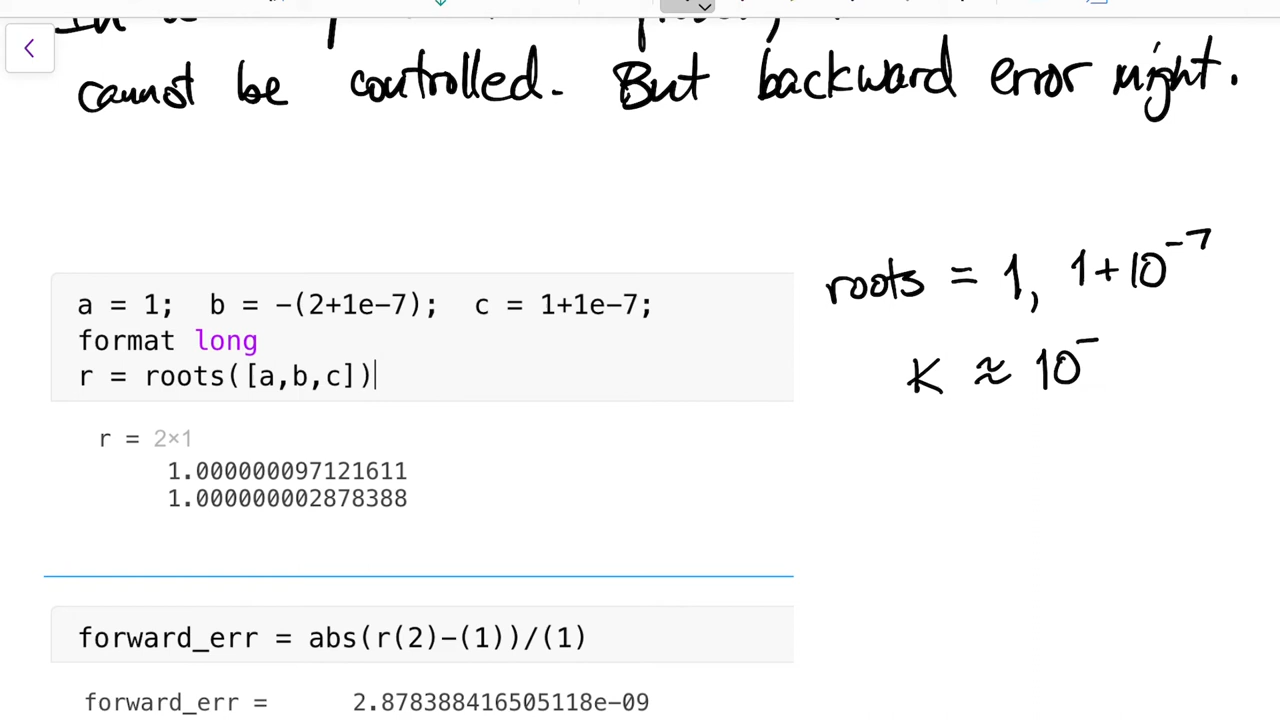 In
cannot be controlled. But backward error might.
a = 1; b = -(2+1e-7); c = 1+1e-7;
format long
r = roots([a,b,c])
roots = 1, 1+10⁻⁷
κ ≈ 10⁻
r = 2×1
1.000000097121611
1.000000002878388
forward_err = abs(r(2)-(1))/(1)
forward_err = 2.878388416505118e-09